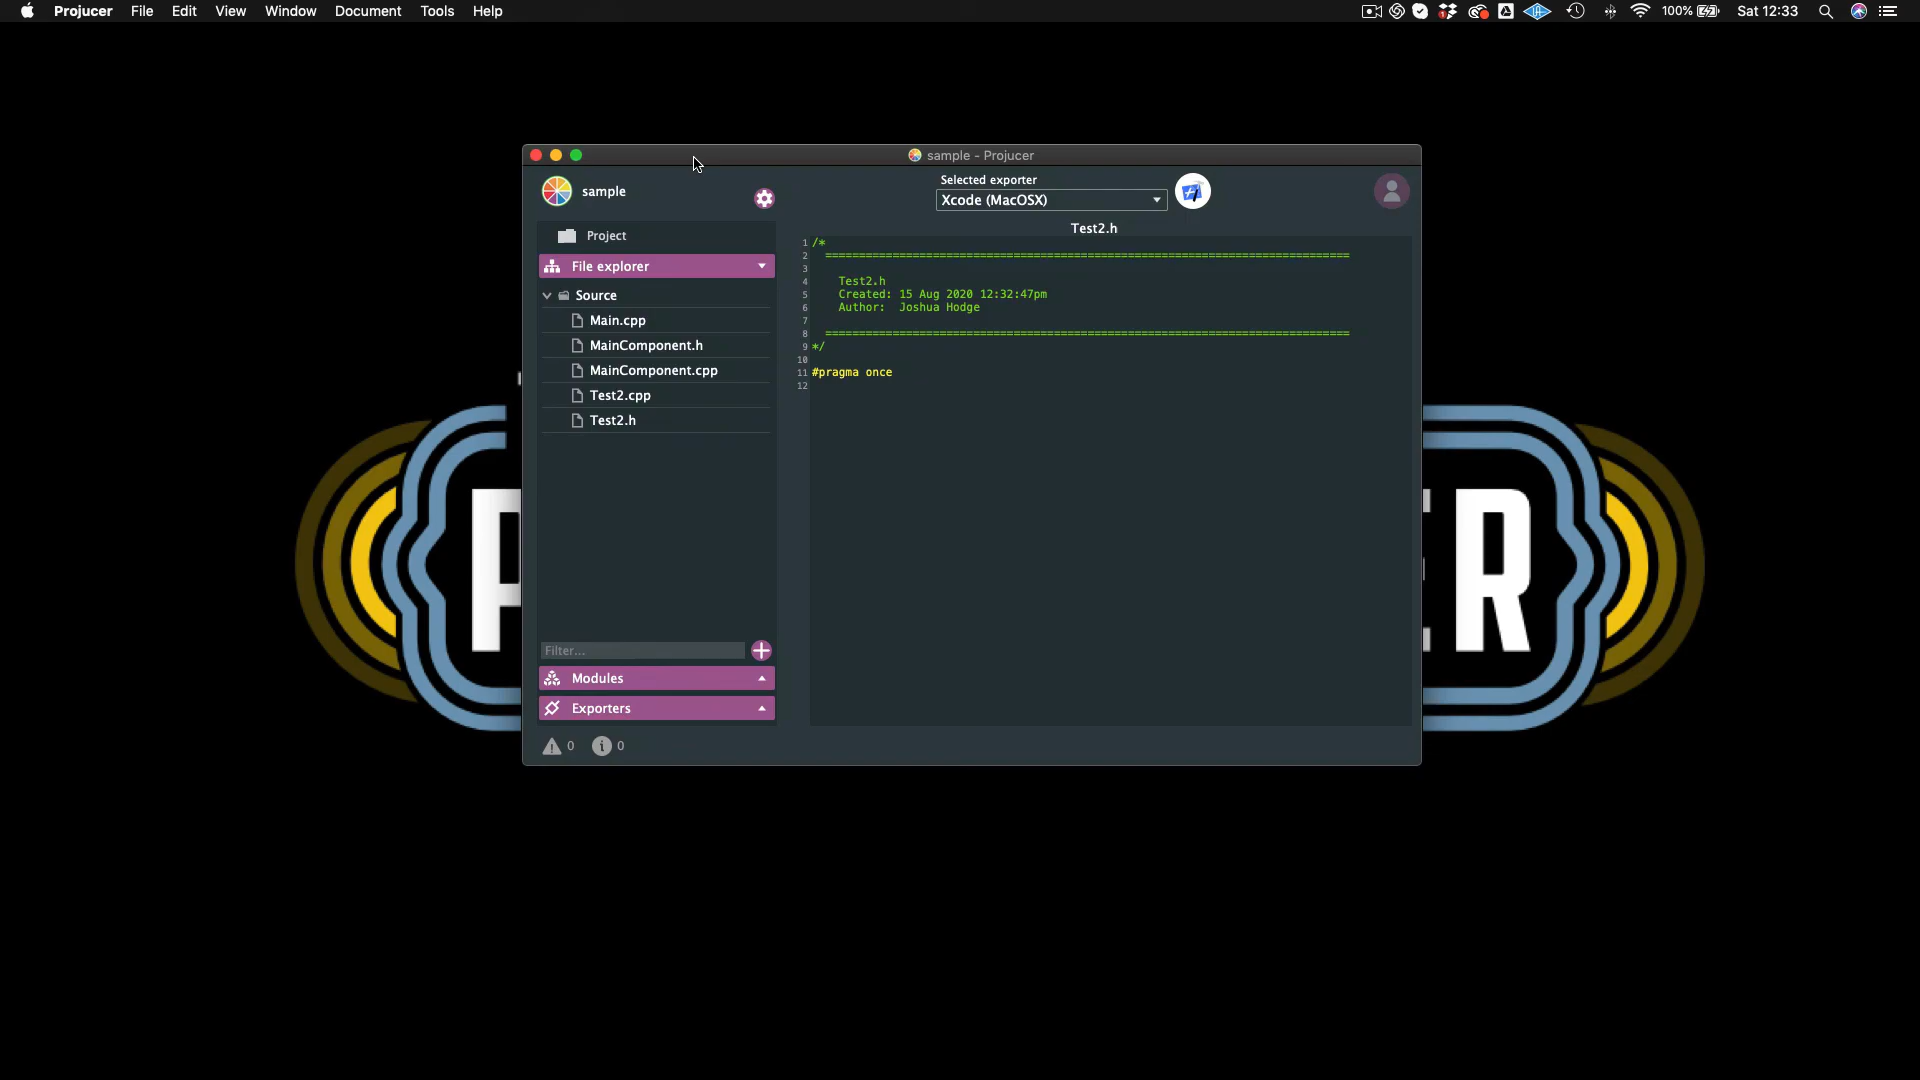 Projucer File Edit View Window Document Tools Help
100% Sat 12:33
sample - Projucer
sample
Selected exporter
Xcode (MacOSX)
Project
File explorer
Source
Main.cpp
MainComponent.h
MainComponent.cpp
Test2.cpp
Test2.h
Filter...
Modules
Exporters
0 0
Test2.h
1 /*
2 ==============================================================================
3
4 Test2.h
5 Created: 15 Aug 2020 12:32:47pm
6 Author: Joshua Hodge
7
8 ==============================================================================
9 */
10
11 #pragma once
12
P
ER